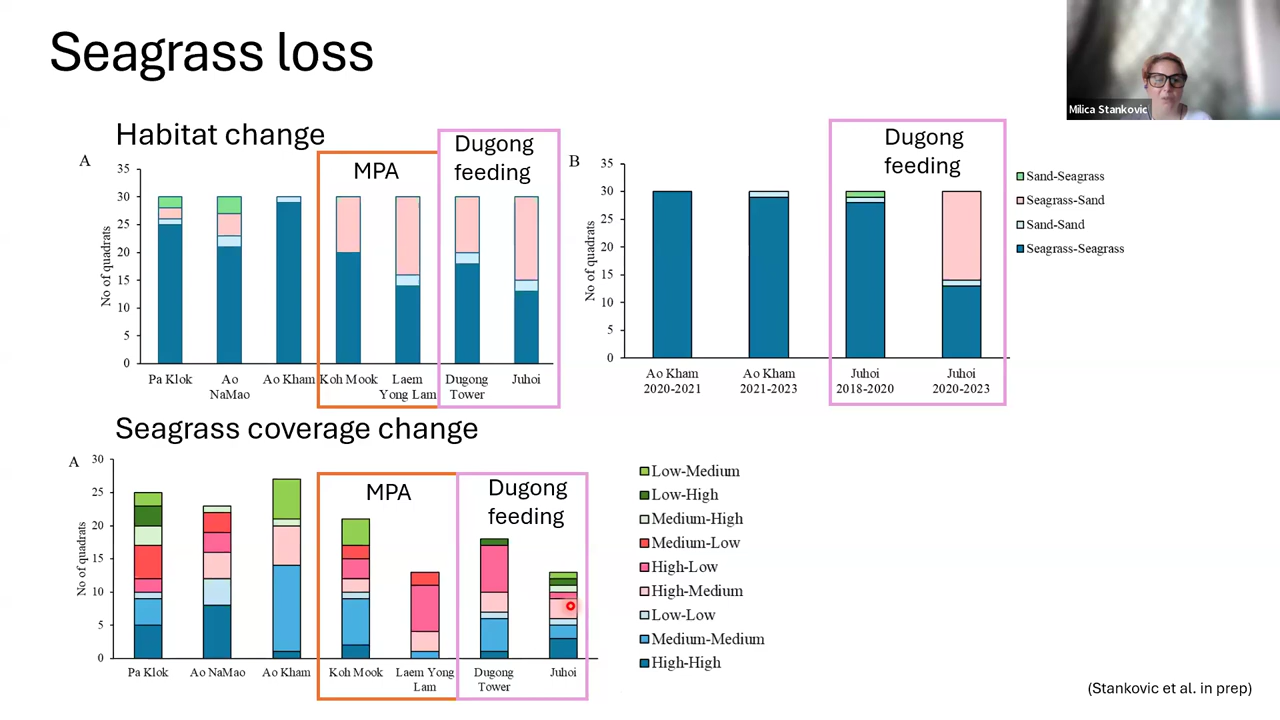 Seagrass loss
Milica Stankovic
Habitat change
A
MPA
Dugong
feeding
No of quadrats
35
30
25
20
15
10
5
0
Pa Klok
Ao
NaMao
Ao Kham
Koh Mook
Laem
Yong Lam
Dugong
Tower
Juhoi
B
Dugong
feeding
No of quadrats
35
30
25
20
15
10
5
0
Ao Kham
2020-2021
Ao Kham
2021-2023
Juhoi
2018-2020
Juhoi
2020-2023
Sand-Seagrass
Seagrass-Sand
Sand-Sand
Seagrass-Seagrass
Seagrass coverage change
A
MPA
Dugong
feeding
No of quadrats
30
25
20
15
10
5
0
Pa Klok
Ao NaMao
Ao Kham
Koh Mook
Laem Yong
Lam
Dugong
Tower
Juhoi
Low-Medium
Low-High
Medium-High
Medium-Low
High-Low
High-Medium
Low-Low
Medium-Medium
High-High
(Stankovic et al. in prep)